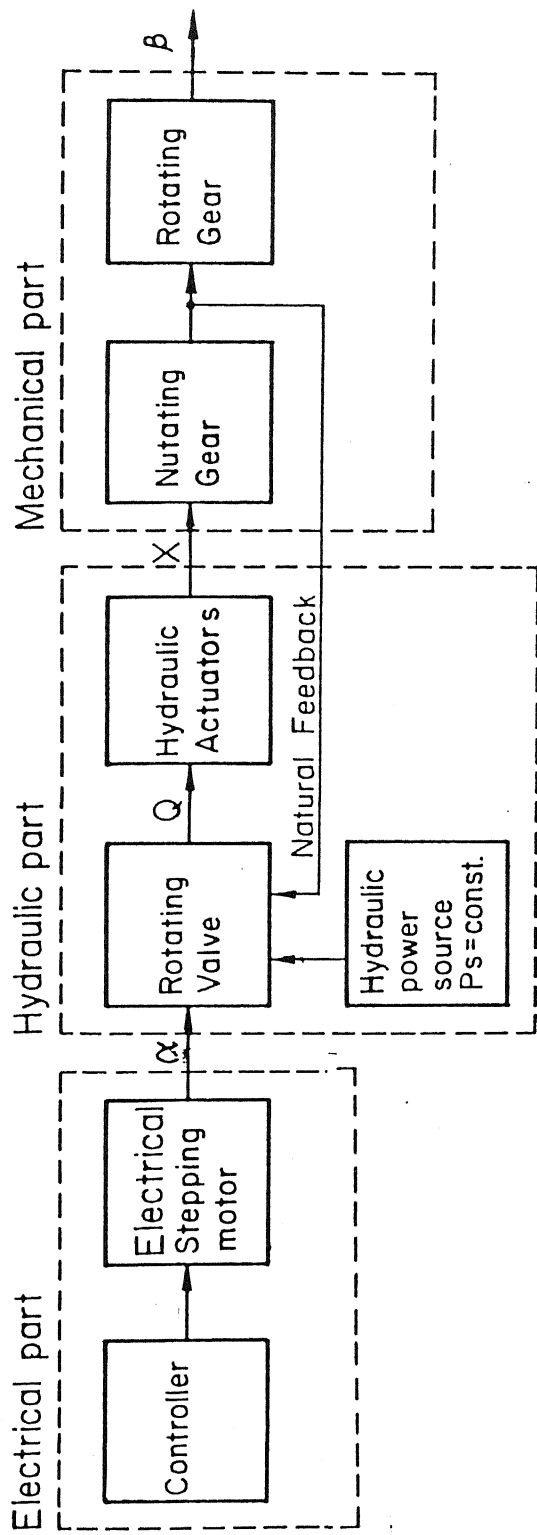 Electrical part
Controller
Electrical
Stepping
motor
α
Hydraulic part
Rotating
Valve
Q
Hydraulic
Actuators
Hydraulic
power
source
Ps=const.
Natural Feedback
X
Mechanical part
Nutating
Gear
Rotating
Gear
β